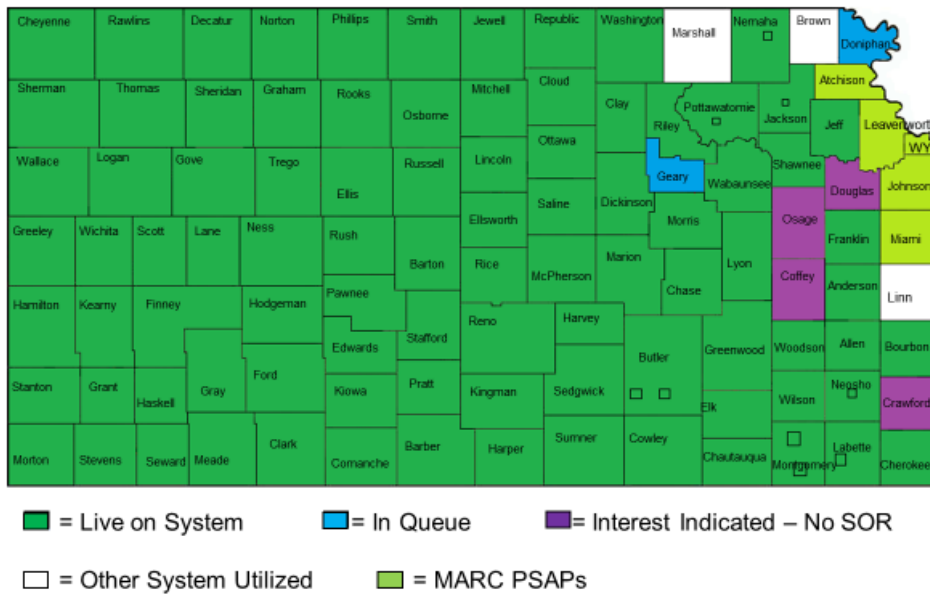 Cheyenne Rawlins Decatur Norton Phillips Smith Jewell Republic Washington Marshall Nemaha Brown Doniphan
Atchison
Sherman Thomas Sheridan Graham Rooks Osborne Mitchell Cloud Clay Riley Pottawatomie Jackson Jeff Leavenwort
WY
Ottawa
Wallace Logan Gove Trego Ellis Russell Lincoln Saline Dickinson Geary Wabaunsee Shawnee Douglas Johnson
Greeley Wichita Scott Lane Ness Rush Barton Ellsworth Morris Osage Franklin Miami
Rice McPherson Marion Chase Lyon Coffey Anderson Linn
Hamilton Kearny Finney Hodgeman Pawnee Stafford Reno Harvey
Edwards Butler Greenwood Woodson Allen Bourbon
Stanton Grant Haskell Gray Ford Kiowa Pratt Kingman Sedgwick Elk Wilson Neosho Crawford
Morton Stevens Seward Meade Clark Comanche Barber Harper Sumner Cowley Chautauqua Montgomery Labette Cherokee
= Live on System = In Queue = Interest Indicated – No SOR
= Other System Utilized = MARC PSAPs